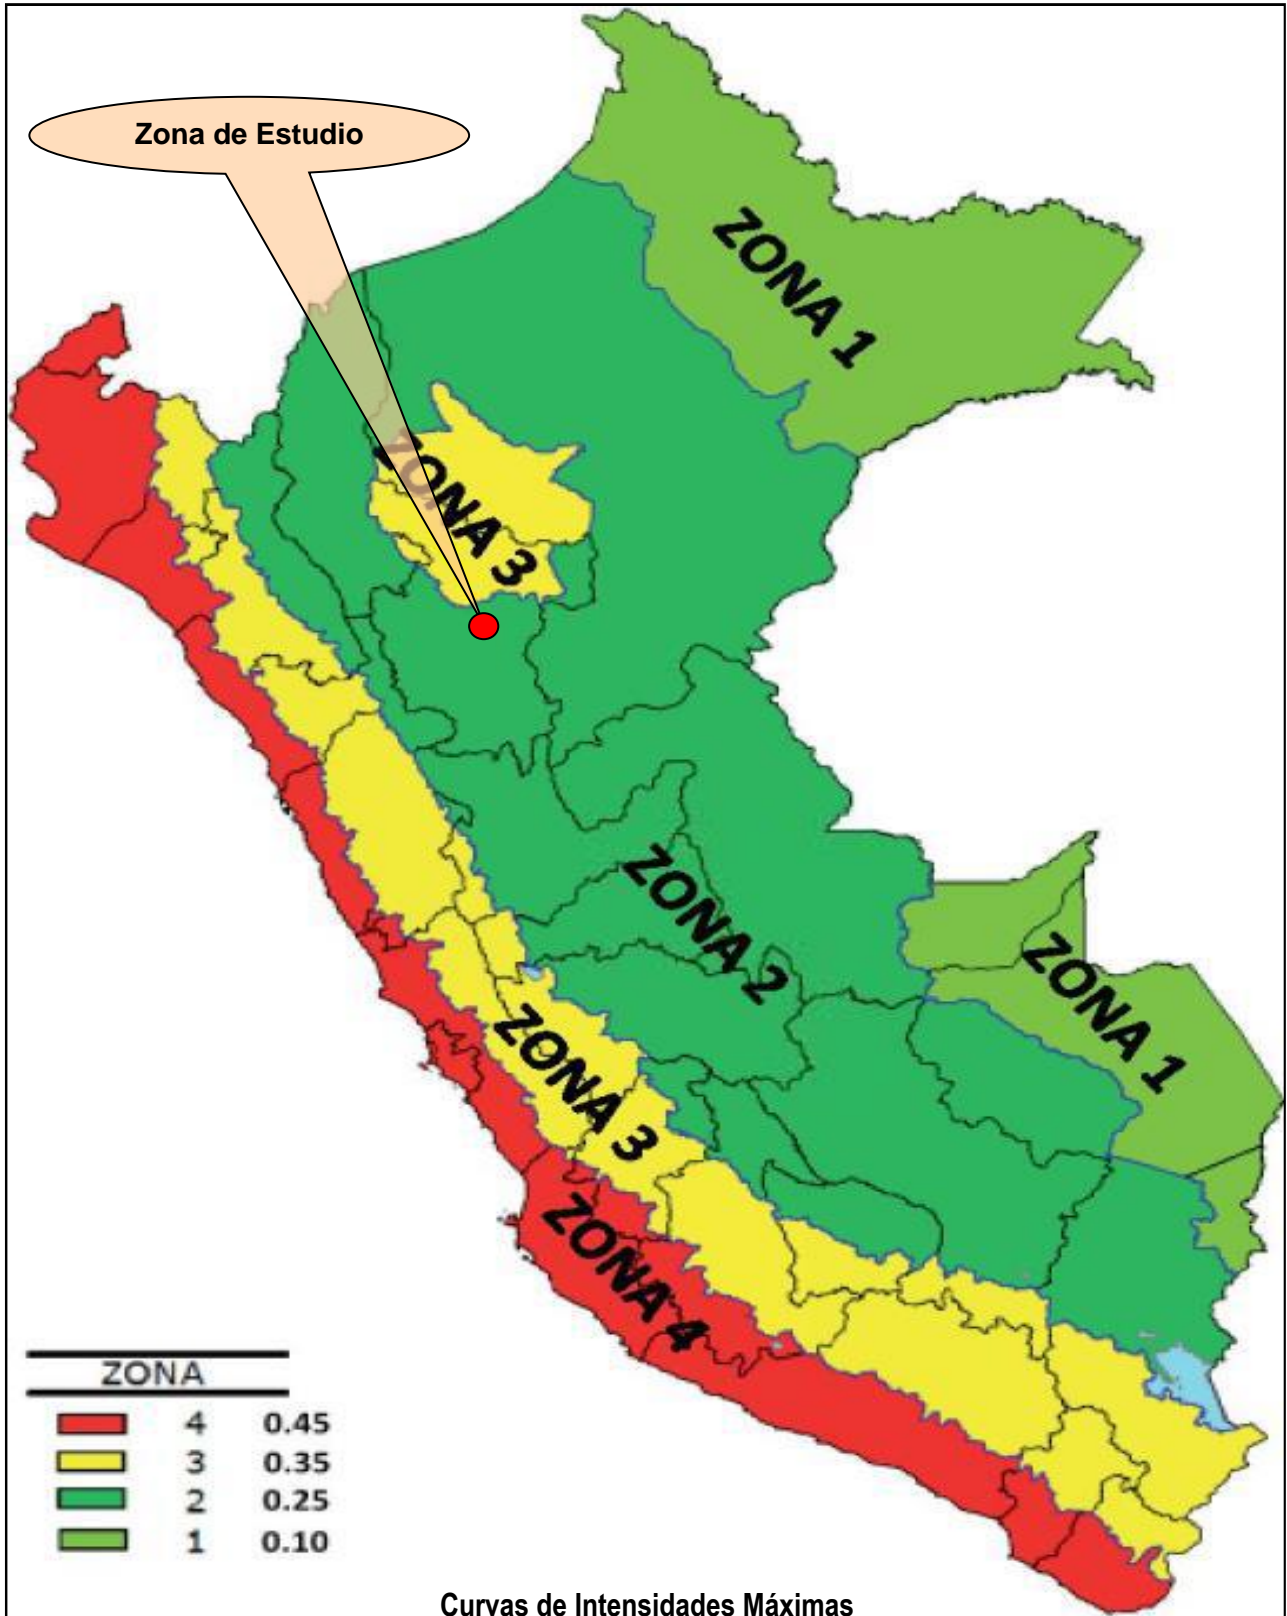 Zona de Estudio
ZONA 1
ZONA 3
ZONA 2
ZONA 1
ZONA 3
ZONA 4
ZONA
4 0.45
3 0.35
2 0.25
1 0.10
Curvas de Intensidades Máximas